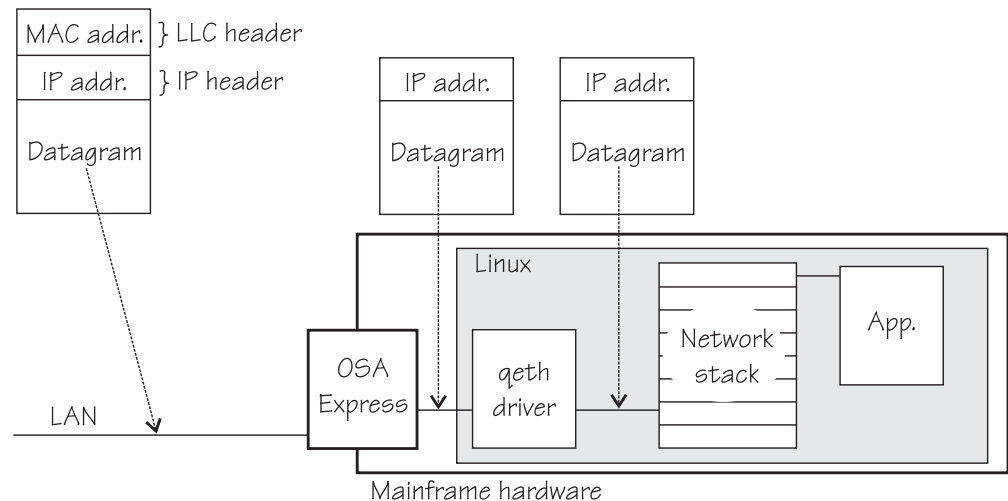 MAC addr. } LLC header
IP addr. } IP header
Datagram
IP addr.
Datagram
IP addr.
Datagram
Linux
OSA
Express
qeth
driver
Network
stack
App.
LAN
Mainframe hardware